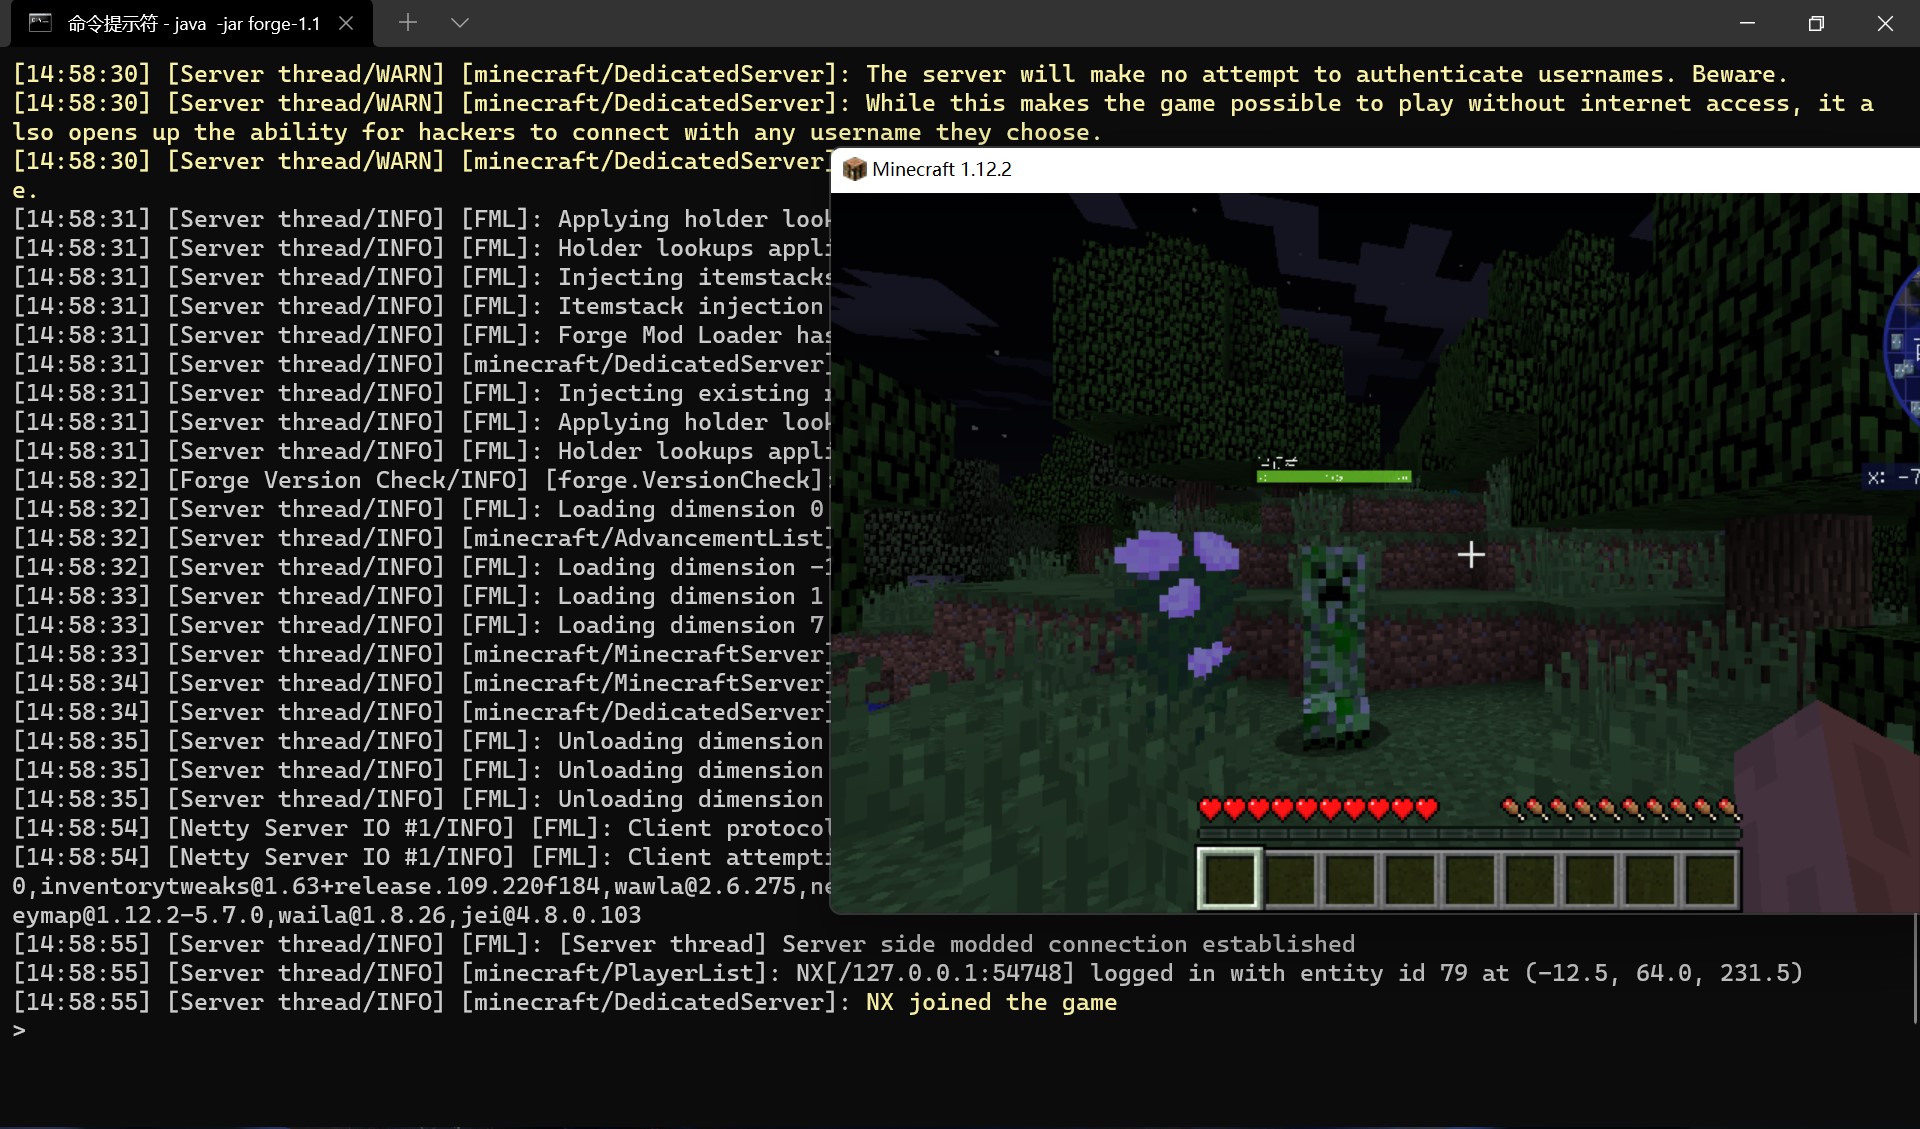 命令提示符 - java  -jar forge-1.1
[14:58:30] [Server thread/WARN] [minecraft/DedicatedServer]: The server will make no attempt to authenticate usernames. Beware.
[14:58:30] [Server thread/WARN] [minecraft/DedicatedServer]: While this makes the game possible to play without internet access, it a
lso opens up the ability for hackers to connect with any username they choose.
[14:58:30] [Server thread/WARN] [minecraft/DedicatedServer]
e.
[14:58:31] [Server thread/INFO] [FML]: Applying holder look
[14:58:31] [Server thread/INFO] [FML]: Holder lookups appli
[14:58:31] [Server thread/INFO] [FML]: Injecting itemstacks
[14:58:31] [Server thread/INFO] [FML]: Itemstack injection
[14:58:31] [Server thread/INFO] [FML]: Forge Mod Loader has
[14:58:31] [Server thread/INFO] [minecraft/DedicatedServer]
[14:58:31] [Server thread/INFO] [FML]: Injecting existing
[14:58:31] [Server thread/INFO] [FML]: Applying holder look
[14:58:31] [Server thread/INFO] [FML]: Holder lookups appli
[14:58:32] [Forge Version Check/INFO] [forge.VersionCheck]:
[14:58:32] [Server thread/INFO] [FML]: Loading dimension 0
[14:58:32] [Server thread/INFO] [minecraft/AdvancementList]
[14:58:32] [Server thread/INFO] [FML]: Loading dimension -1
[14:58:33] [Server thread/INFO] [FML]: Loading dimension 1
[14:58:33] [Server thread/INFO] [FML]: Loading dimension 7
[14:58:33] [Server thread/INFO] [minecraft/MinecraftServer]
[14:58:34] [Server thread/INFO] [minecraft/MinecraftServer]
[14:58:34] [Server thread/INFO] [minecraft/DedicatedServer]
[14:58:35] [Server thread/INFO] [FML]: Unloading dimension
[14:58:35] [Server thread/INFO] [FML]: Unloading dimension
[14:58:35] [Server thread/INFO] [FML]: Unloading dimension
[14:58:54] [Netty Server IO #1/INFO] [FML]: Client protocol
[14:58:54] [Netty Server IO #1/INFO] [FML]: Client attempti
0,inventorytweaks@1.63+release.109.220f184,wawla@2.6.275,ne
eymap@1.12.2-5.7.0,waila@1.8.26,jei@4.8.0.103
[14:58:55] [Server thread/INFO] [FML]: [Server thread] Server side modded connection established
[14:58:55] [Server thread/INFO] [minecraft/PlayerList]: NX[/127.0.0.1:54748] logged in with entity id 79 at (-12.5, 64.0, 231.5)
[14:58:55] [Server thread/INFO] [minecraft/DedicatedServer]: NX joined the game
>
Minecraft 1.12.2
x: -7